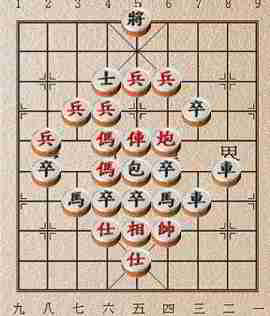 1 2 3 4 5 6 7 8 9
將
士 兵 兵
兵 兵 卒
兵 傌 俥 炮
卒 傌 包 卒 車
馬 卒 卒 馬 車
仕 相 帥
仕
九 八 七 六 五 四 三 二 一